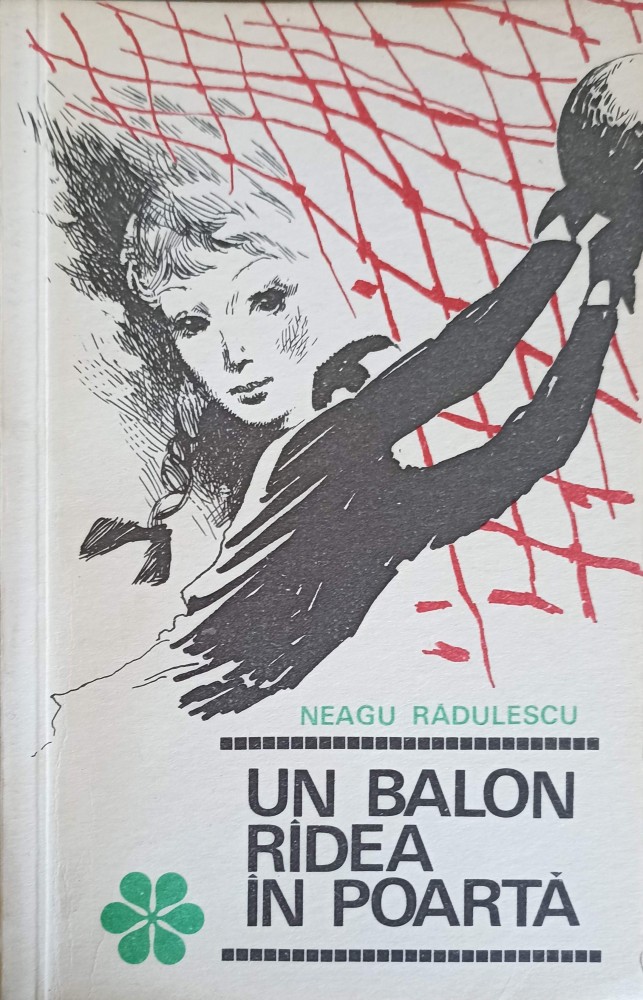 NEAGU RĂDULESCU
UN BALON
RÎDEA
ÎN POARTĂ